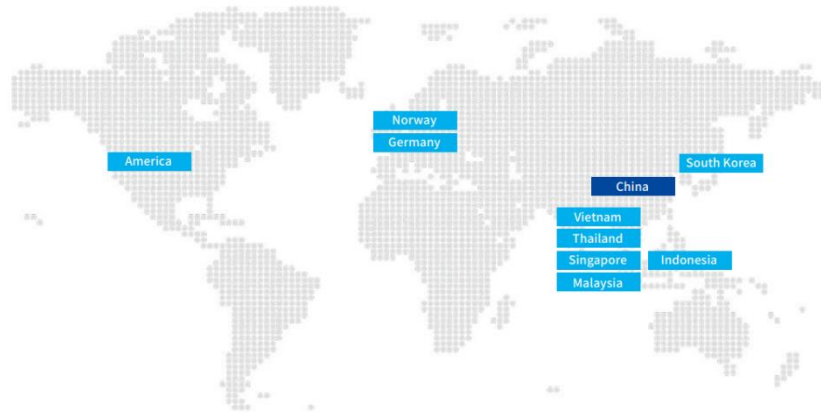 Norway
Germany
America
South Korea
China
Vietnam
Thailand
Singapore
Indonesia
Malaysia